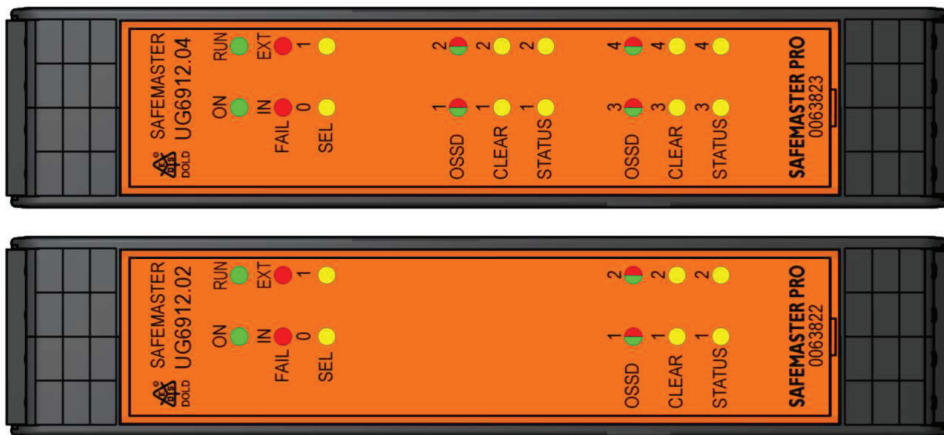 SAFEMASTER
DOLD UG6912.02
ON RUN
IN EXT
FAIL
0 1
SEL
1 2
OSSD
1 2
CLEAR
1 2
STATUS
SAFEMASTER PRO
0063822
SAFEMASTER
DOLD UG6912.04
ON RUN
IN EXT
FAIL
0 1
SEL
1 2
OSSD
1 2
CLEAR
1 2
STATUS
3 4
OSSD
3 4
CLEAR
3 4
STATUS
SAFEMASTER PRO
0063823